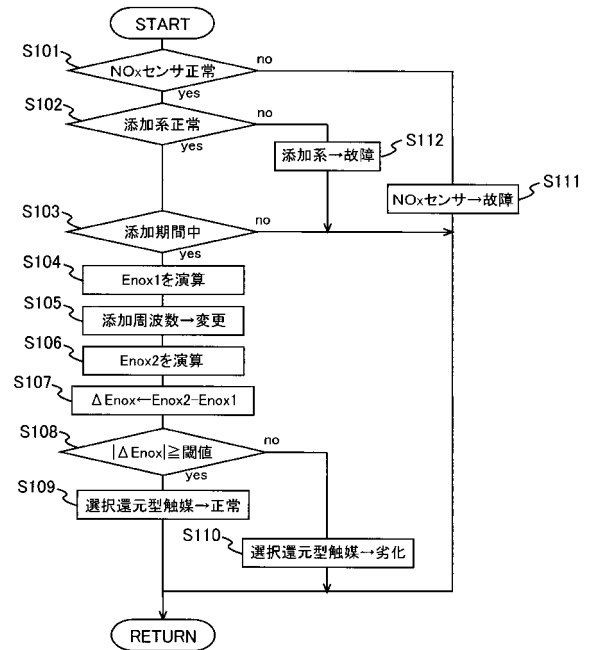 START
S101
NOxセンサ正常
no
yes
S102
添加系正常
no
yes
添加系→故障
S112
NOxセンサ→故障
S111
S103
添加期間中
no
yes
S104
Enox1を演算
S105
添加周波数→変更
S106
Enox2を演算
S107
ΔEnox←Enox2-Enox1
S108
|ΔEnox|≧閾値
no
yes
S109
選択還元型触媒→正常
S110
選択還元型触媒→劣化
RETURN